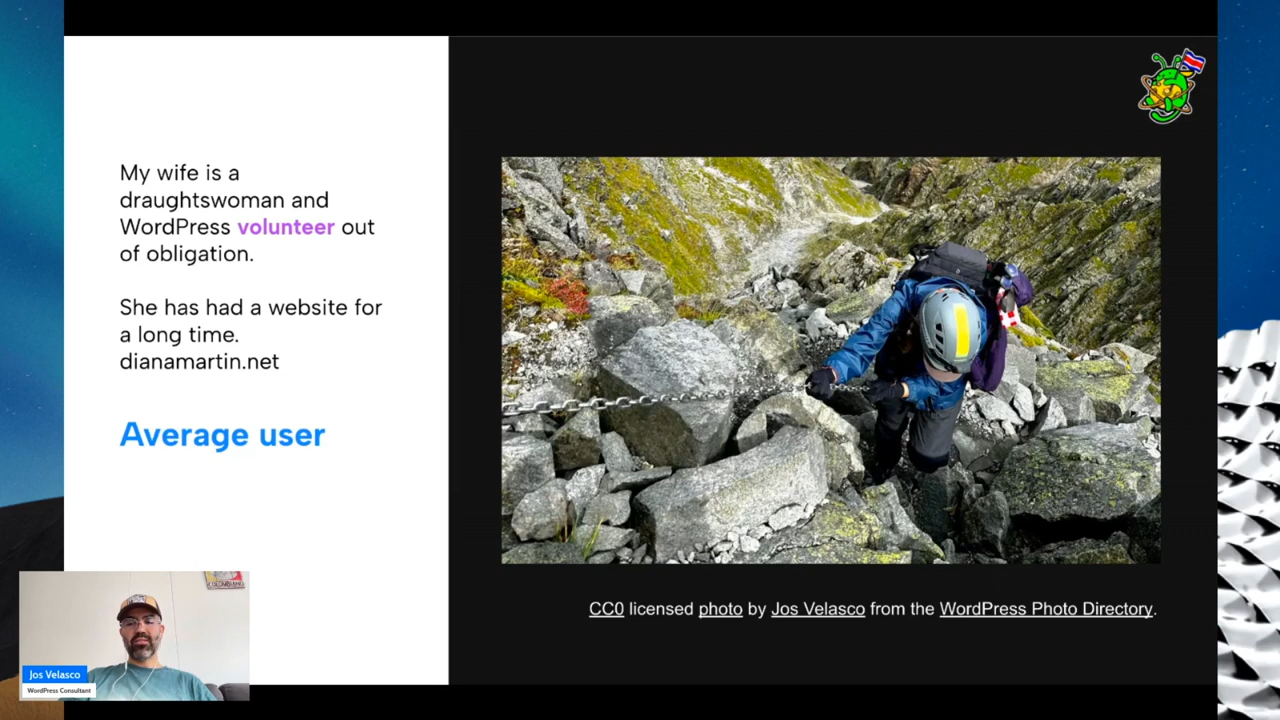 My wife is a
draughtswoman and
WordPress volunteer out
of obligation.
She has had a website for
a long time.
dianamartin.net
Average user
CC0 licensed photo by Jos Velasco from the WordPress Photo Directory.
Jos Velasco
WordPress Consultant